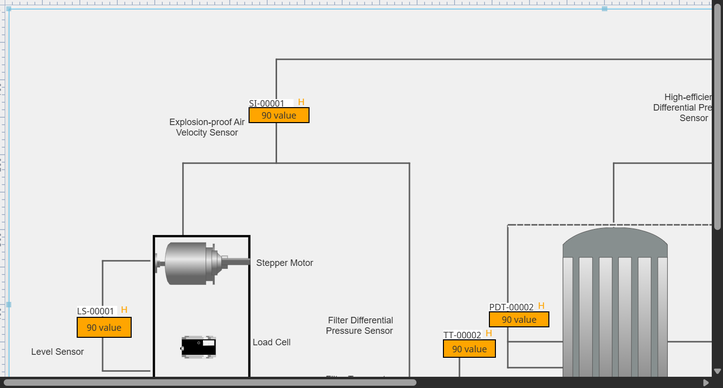 SI-00001 H
90 value
Explosion-proof Air
Velocity Sensor
High-efficien
Differential Pre
Sensor
Stepper Motor
LS-00001 H
90 value
Level Sensor
Load Cell
Filter Differential
Pressure Sensor
PDT-00002 H
90 value
TT-00002 H
90 value